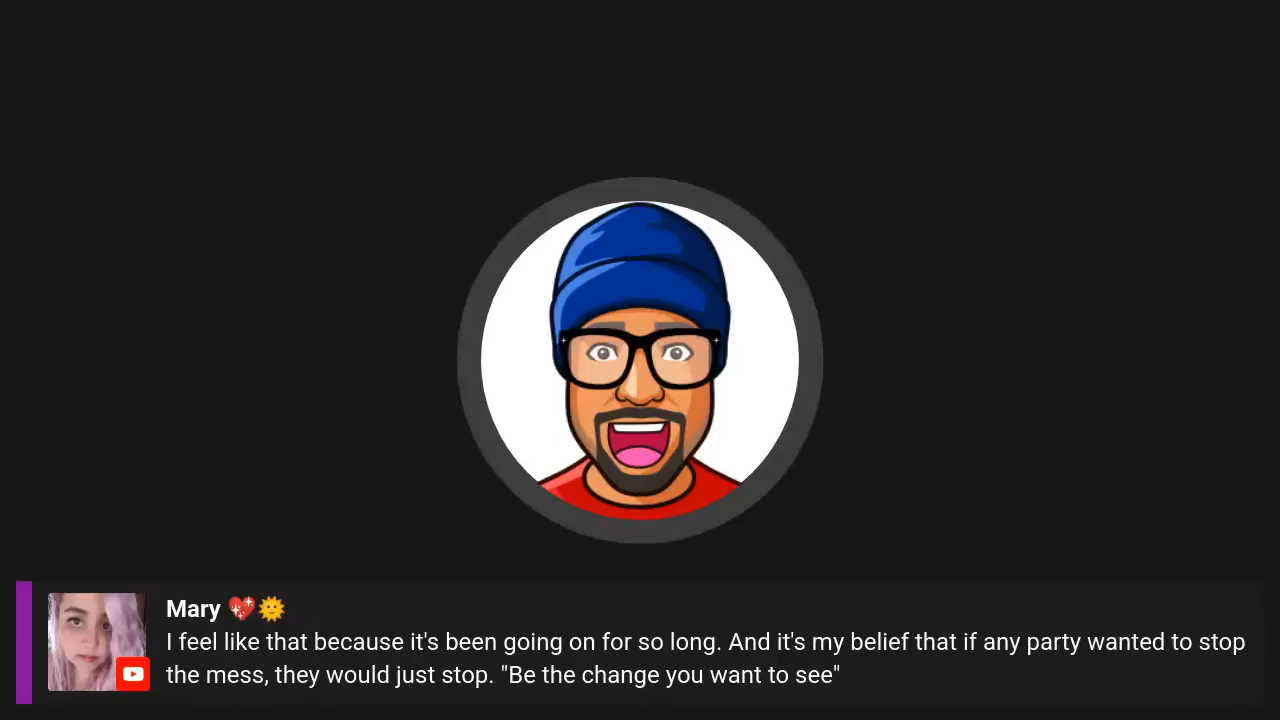 Mary 💖🌞
I feel like that because it's been going on for so long. And it's my belief that if any party wanted to stop
the mess, they would just stop. "Be the change you want to see"